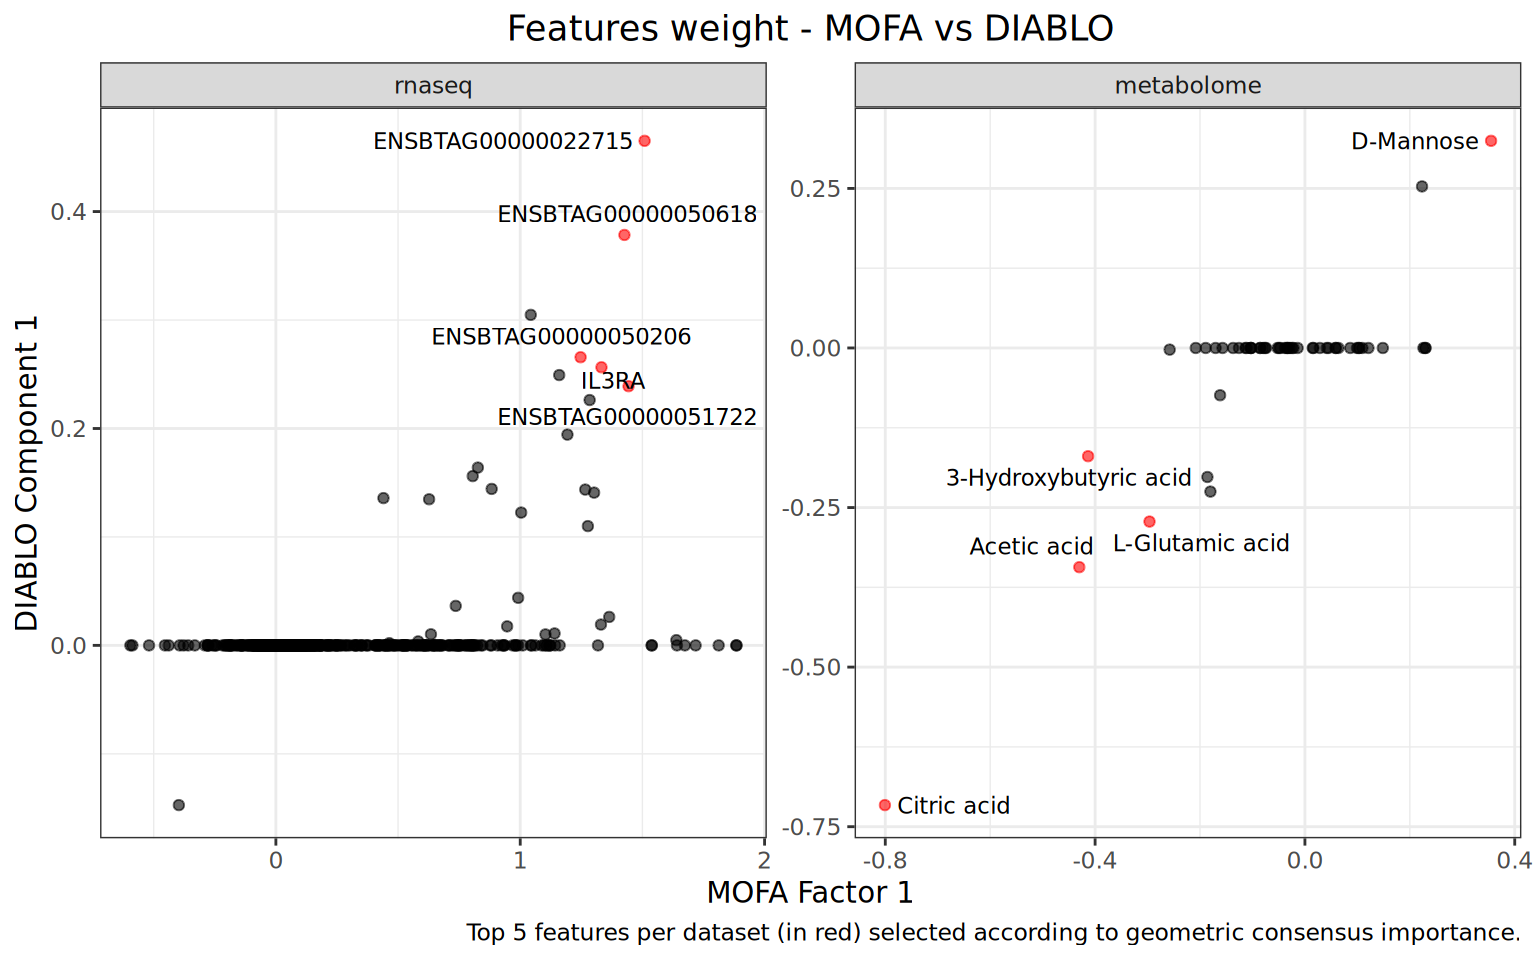 Features weight - MOFA vs DIABLO
rnaseq
metabolome
DIABLO Component 1
0.4
0.2
0.0
ENSBTAG00000022715
ENSBTAG00000050618
ENSBTAG00000050206
IL3RA
ENSBTAG00000051722
0
1
2
0.25
0.00
-0.25
-0.50
-0.75
D-Mannose
3-Hydroxybutyric acid
L-Glutamic acid
Acetic acid
Citric acid
-0.8
-0.4
0.0
0.4
MOFA Factor 1
Top 5 features per dataset (in red) selected according to geometric consensus importance.